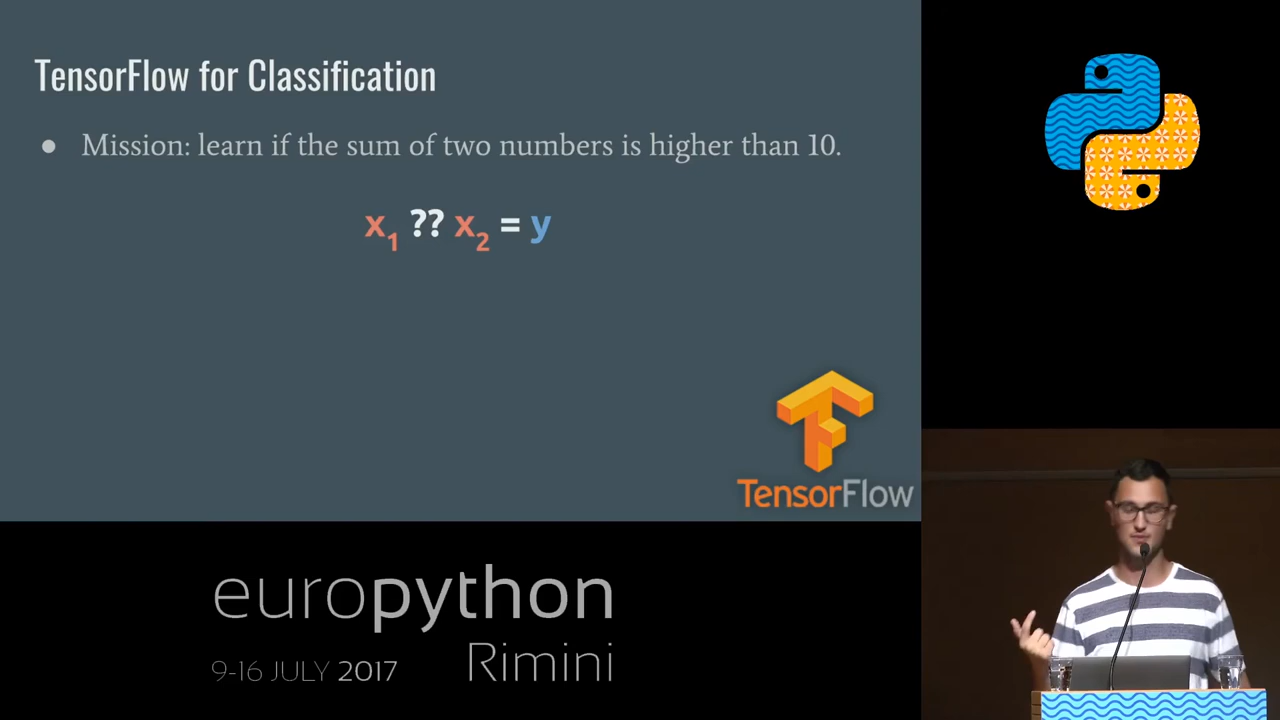 TensorFlow for Classification
● Mission: learn if the sum of two numbers is higher than 10.
x₁ ?? x₂ = y
TensorFlow
europython
9-16 JULY 2017 Rimini